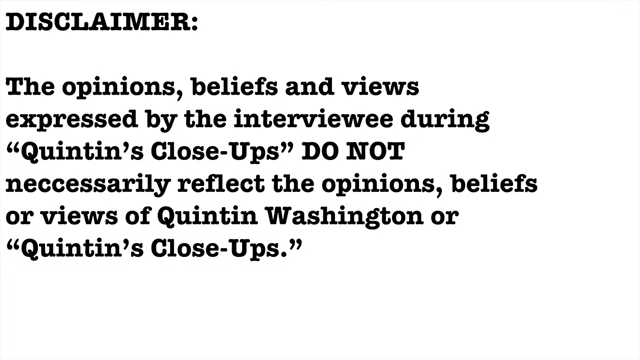 DISCLAIMER:
The opinions, beliefs and views
expressed by the interviewee during
“Quintin’s Close-Ups” DO NOT
neccessarily reflect the opinions, beliefs
or views of Quintin Washington or
“Quintin’s Close-Ups.”